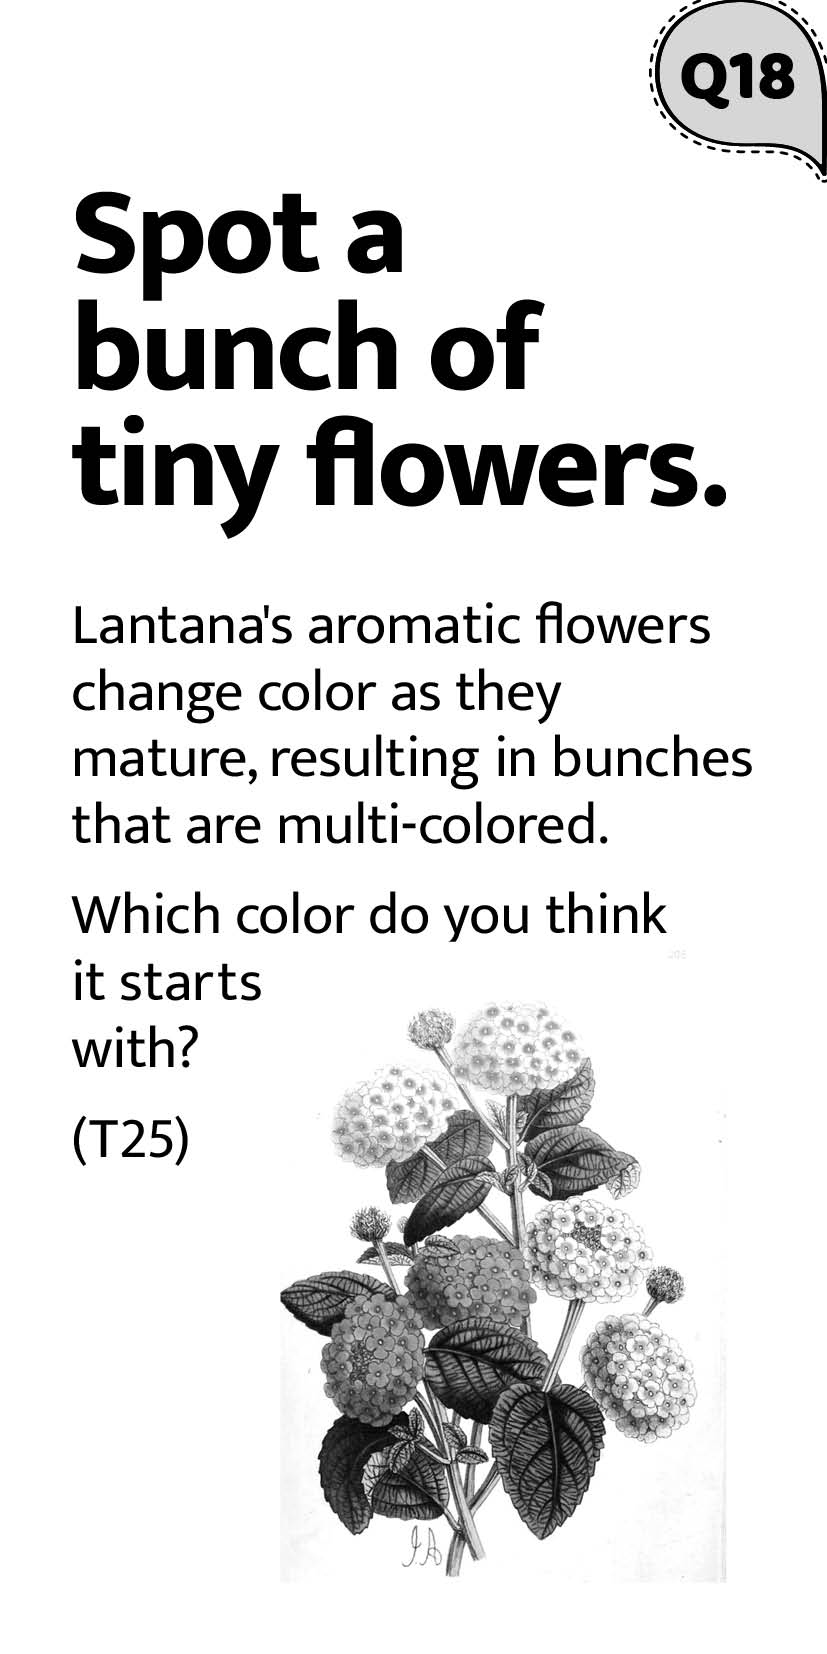 Q18
Spot a
bunch of
tiny flowers.
Lantana's aromatic flowers
change color as they
mature, resulting in bunches
that are multi-colored.
Which color do you think
it starts
with?
(T25)
J.A